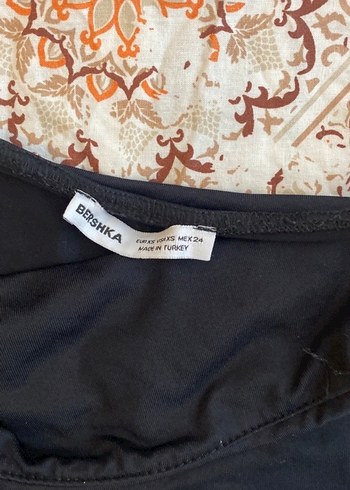 BERSHKA
EUR XS USA XS MEX 24
MADE IN TURKEY